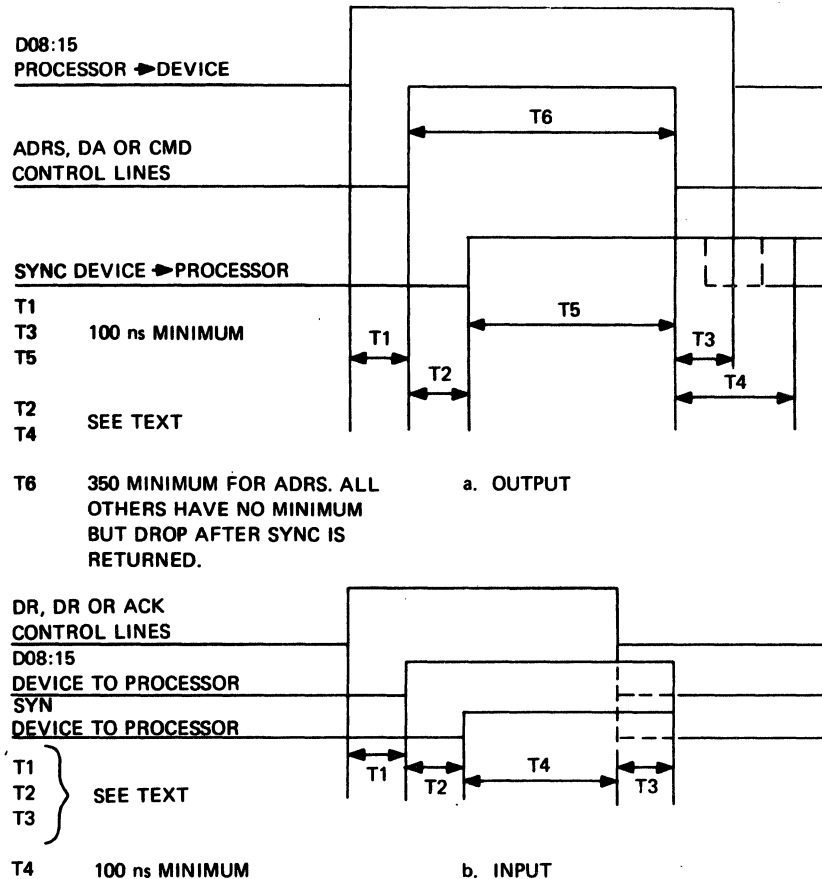 D08:15
PROCESSOR ➔DEVICE
T6
ADRS, DA OR CMD
CONTROL LINES
SYNC DEVICE ➔PROCESSOR
T1
T3 100 ns MINIMUM
T5
T5
T1
T3
T2
T4
T2
T4 SEE TEXT
T6 350 MINIMUM FOR ADRS. ALL
OTHERS HAVE NO MINIMUM
BUT DROP AFTER SYNC IS
RETURNED.
a. OUTPUT
DR, DR OR ACK
CONTROL LINES
D08:15
DEVICE TO PROCESSOR
SYN
DEVICE TO PROCESSOR
T1
T2
T4
T3
T1
T2 SEE TEXT
T3
T4 100 ns MINIMUM
b. INPUT